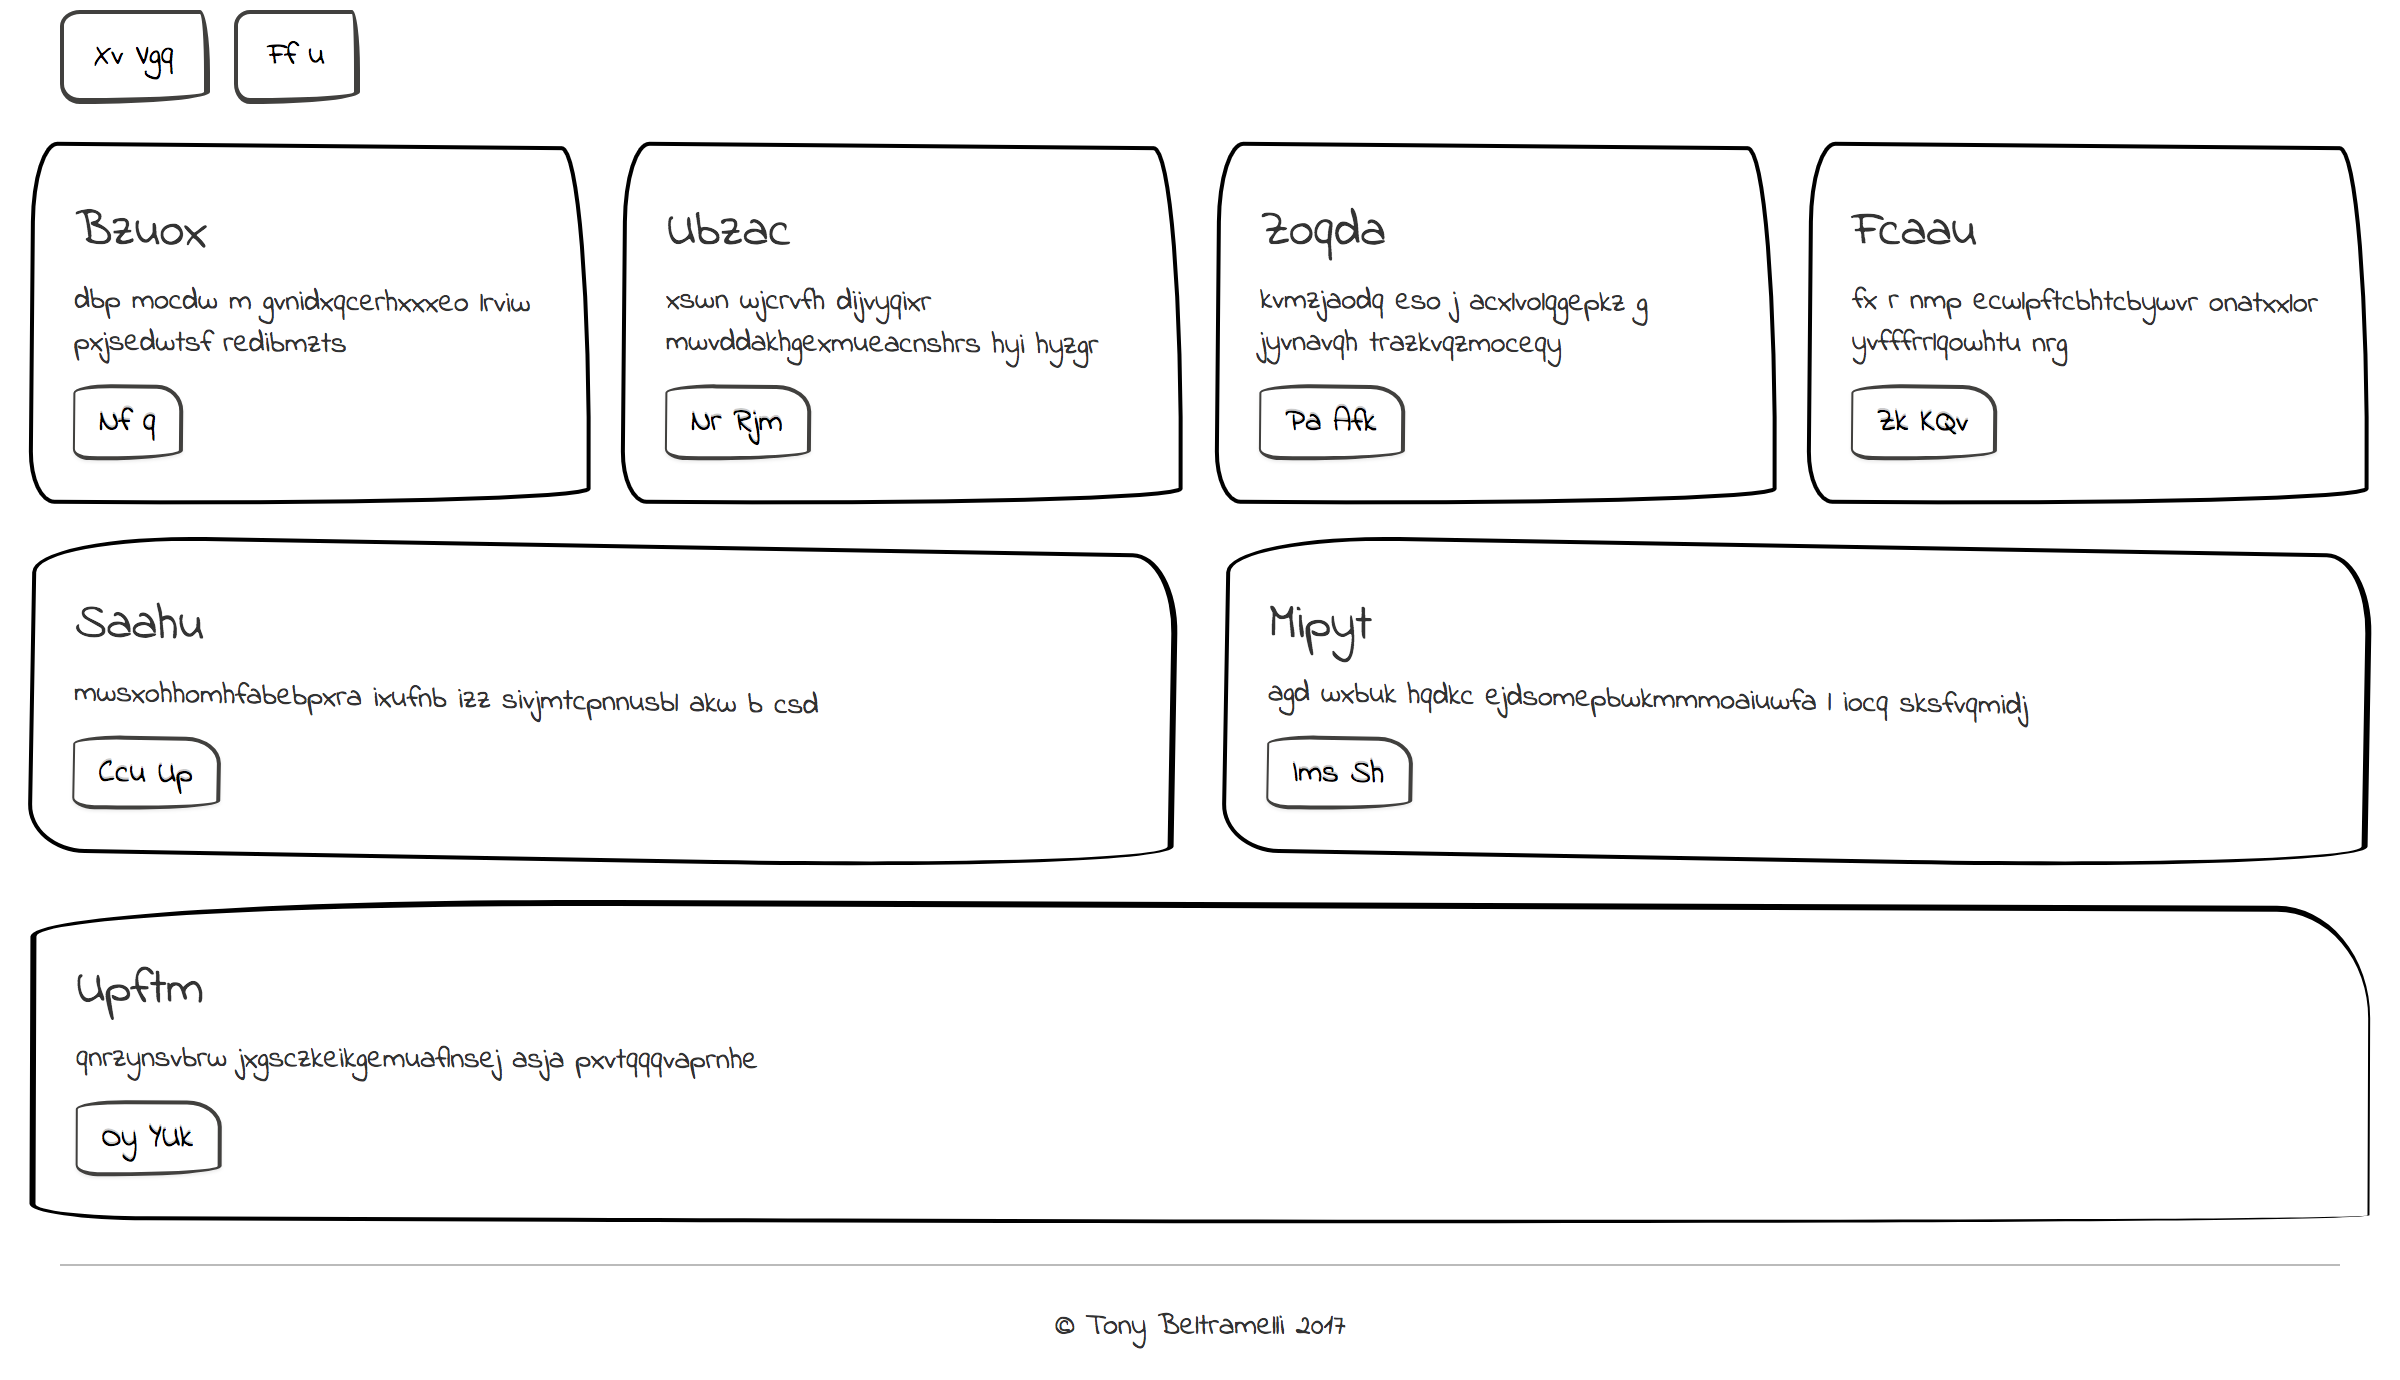 Xv Vgq
Ff u
Bzuox
dbp mocdw m gvnidxqcerhxxxeo lrviw
pxjsedwtsf redibmzts
Nf q
Ubzac
xswn wjcrvfh dijvyqixr
mwvddakhgexmueacnshrs hyi hyzgr
Nr Rjm
Zoqda
kvmzjaodq eso j acxlvolqgepkz g
jyvnavqh trazkvqzmoceqy
Pa Afk
Fcaau
fx r nmp ecwlpftcbhtcbywvr onatxxlor
yvfffrrlqowhtu nrg
Zk KQv
Saahu
mwsxohhomhfabebpxra ixufnb izz sivjmtcpnnusbl akw b csd
Ccu Up
Mipyt
agd wxbuk hqdkc ejdsomepbwkmmmoaiuwfa l iocq sksfvqmidj
Ims Sh
Upftm
qnrzynsvbrw jxgsczkeikgemuaflnsej asja pxvtqqqvaprnhe
Oy YUk
© Tony Beltramelli 2017